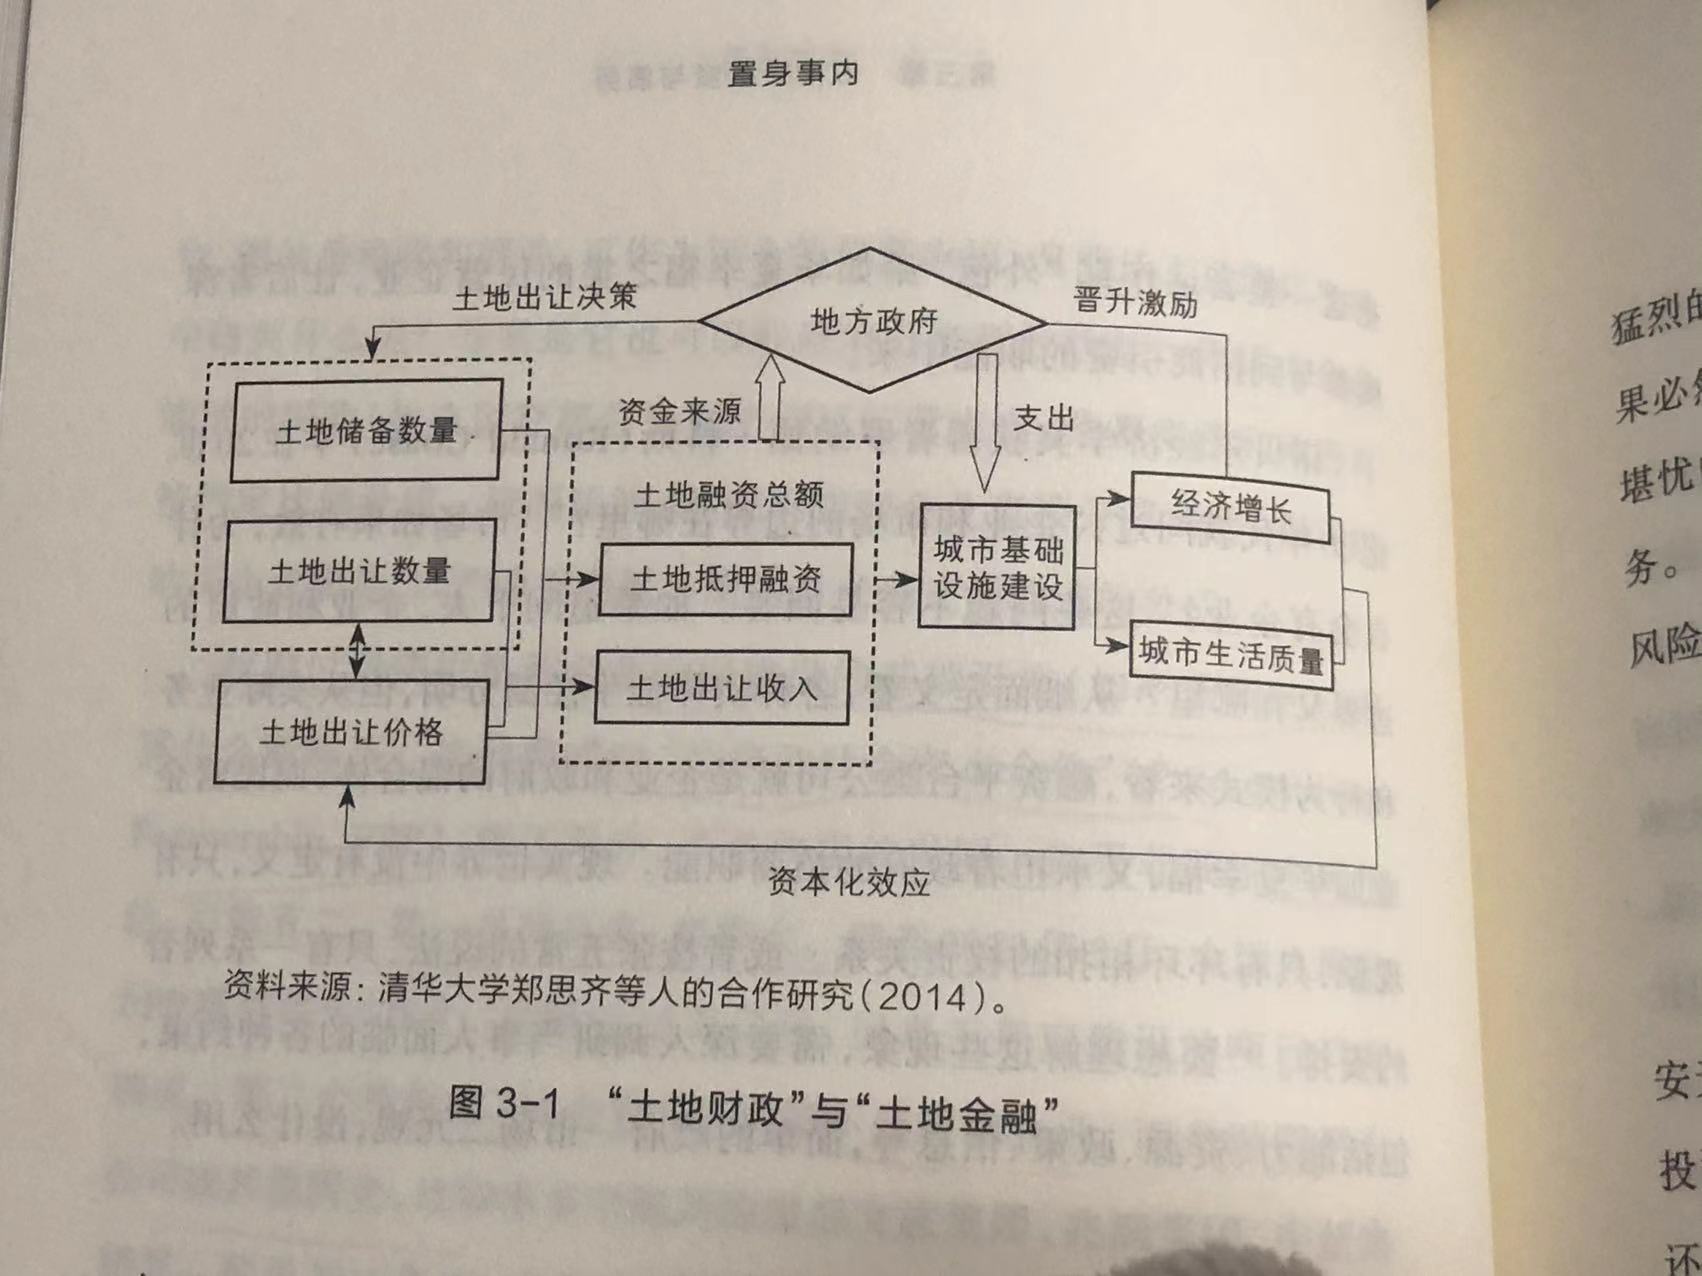 置身事内
土地出让决策
地方政府
晋升激励
资金来源
支出
土地储备数量
土地出让数量
土地出让价格
土地融资总额
土地抵押融资
土地出让收入
城市基础
设施建设
经济增长
城市生活质量
资本化效应
资料来源：清华大学郑思齐等人的合作研究（2014）。
图 3-1 “土地财政”与“土地金融”
猛烈的
果必然
堪忧
务。
风险
安
投
还